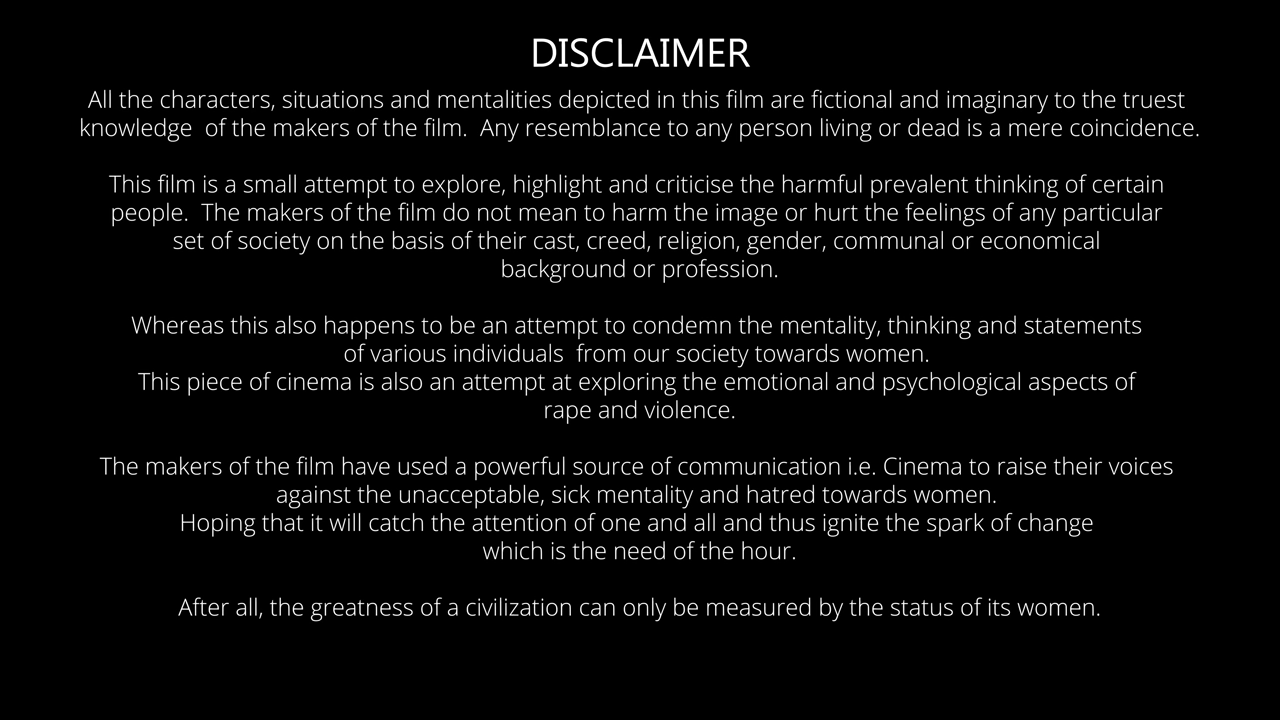 DISCLAIMER
All the characters, situations and mentalities depicted in this film are fictional and imaginary to the truest
knowledge  of the makers of the film.  Any resemblance to any person living or dead is a mere coincidence.
This film is a small attempt to explore, highlight and criticise the harmful prevalent thinking of certain
people.  The makers of the film do not mean to harm the image or hurt the feelings of any particular
set of society on the basis of their cast, creed, religion, gender, communal or economical
background or profession.
Whereas this also happens to be an attempt to condemn the mentality, thinking and statements
of various individuals  from our society towards women.
This piece of cinema is also an attempt at exploring the emotional and psychological aspects of
rape and violence.
The makers of the film have used a powerful source of communication i.e. Cinema to raise their voices
against the unacceptable, sick mentality and hatred towards women.
Hoping that it will catch the attention of one and all and thus ignite the spark of change
which is the need of the hour.
After all, the greatness of a civilization can only be measured by the status of its women.